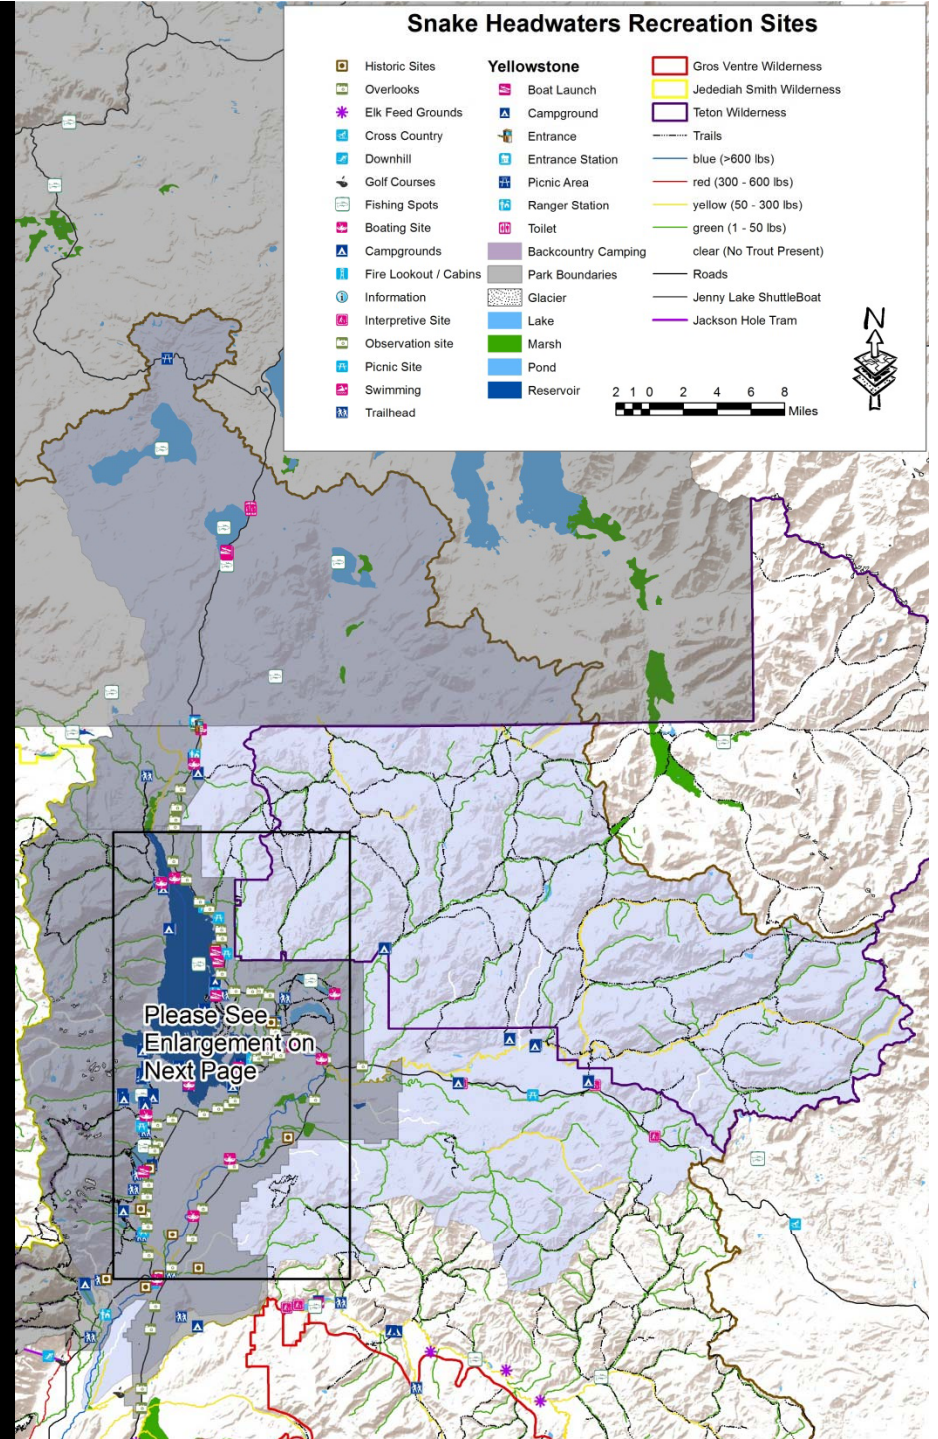 Snake Headwaters Recreation Sites
Historic Sites
Overlooks
Elk Feed Grounds
Cross Country
Downhill
Golf Courses
Fishing Spots
Boating Site
Campgrounds
Fire Lookout / Cabins
Information
Interpretive Site
Observation site
Picnic Site
Swimming
Trailhead
Yellowstone
Boat Launch
Campground
Entrance
Entrance Station
Picnic Area
Ranger Station
Toilet
Backcountry Camping
Park Boundaries
Glacier
Lake
Marsh
Pond
Reservoir
Gros Ventre Wilderness
Jedediah Smith Wilderness
Teton Wilderness
Trails
blue (>600 lbs)
red (300 - 600 lbs)
yellow (50 - 300 lbs)
green (1 - 50 lbs)
clear (No Trout Present)
Roads
Jenny Lake ShuttleBoat
Jackson Hole Tram
N
2 1 0 2 4 6 8
Miles
Please See
Enlargement on
Next Page